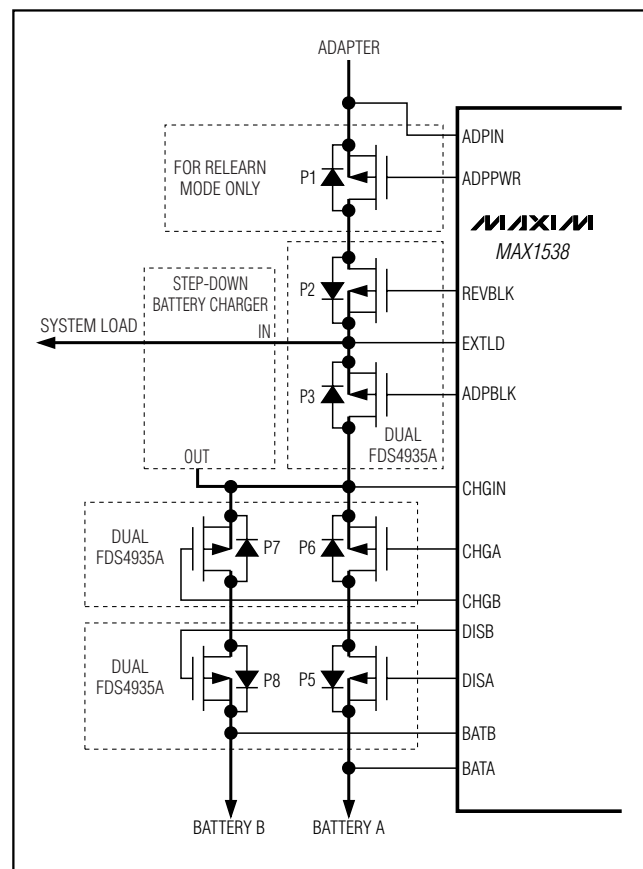 ADAPTER
ADPIN
FOR RELEARN
MODE ONLY
P1
ADPPWR
MAXIM
MAX1538
STEP-DOWN
BATTERY CHARGER
P2
REVBLK
SYSTEM LOAD
IN
EXTLD
P3
ADPBLK
DUAL
FDS4935A
OUT
CHGIN
DUAL
FDS4935A
P7
P6
CHGA
CHGB
DISB
DUAL
FDS4935A
P8
P5
DISA
BATB
BATA
BATTERY B
BATTERY A